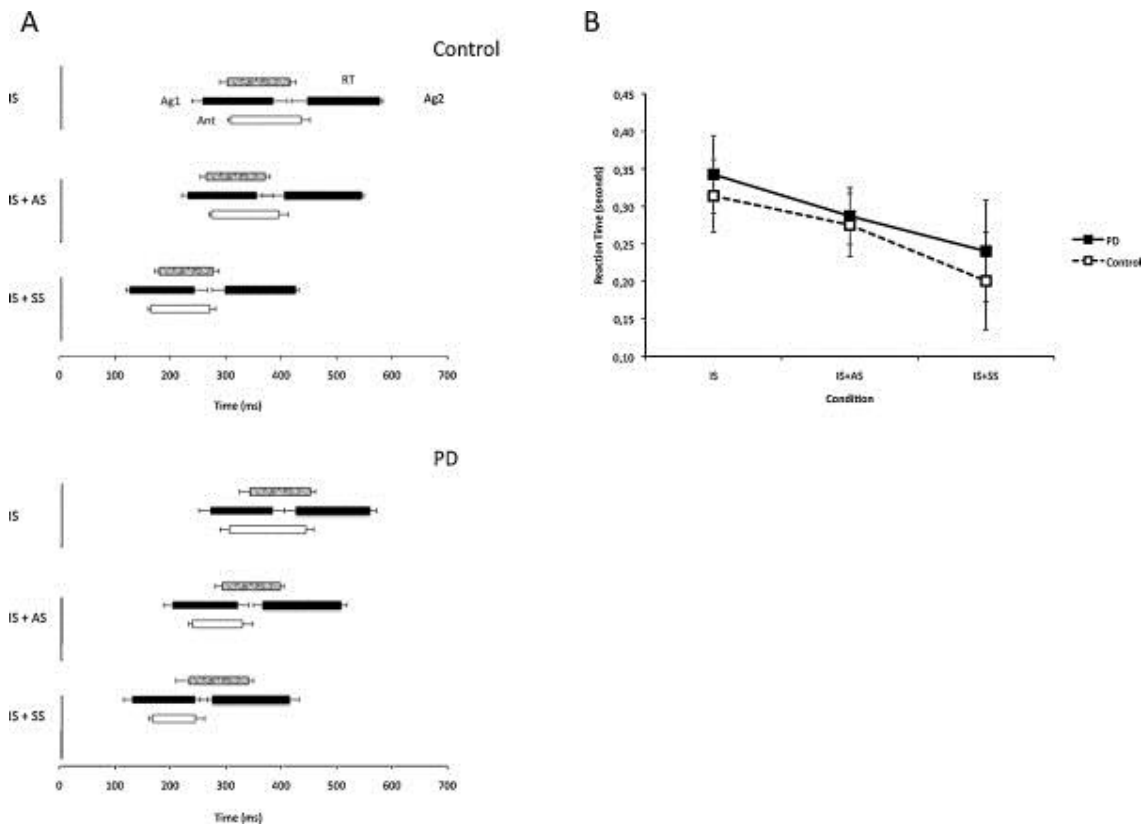 A
Control
RT
IS
Ag1
Ag2
Ant
IS + AS
IS + SS
0 100 200 300 400 500 600 700
Time (ms)
PD
IS
IS + AS
IS + SS
0 100 200 300 400 500 600 700
Time (ms)
B
0,45
0,40
0,35
0,30
0,25
0,20
0,15
0,10
Reaction Time (seconds)
IS IS+AS IS+SS
Condition
PD
Control